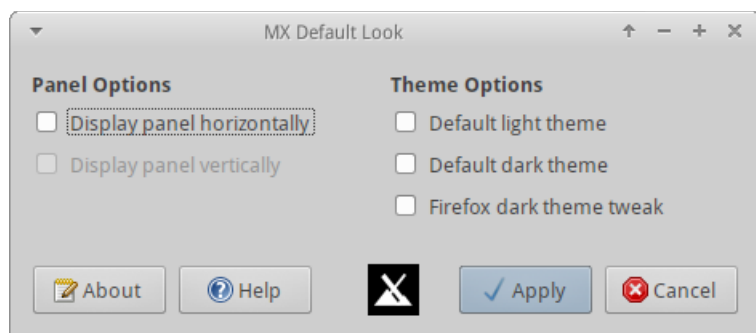 MX Default Look
Panel Options
Display panel horizontally
Display panel vertically
Theme Options
Default light theme
Default dark theme
Firefox dark theme tweak
About
Help
Apply
Cancel